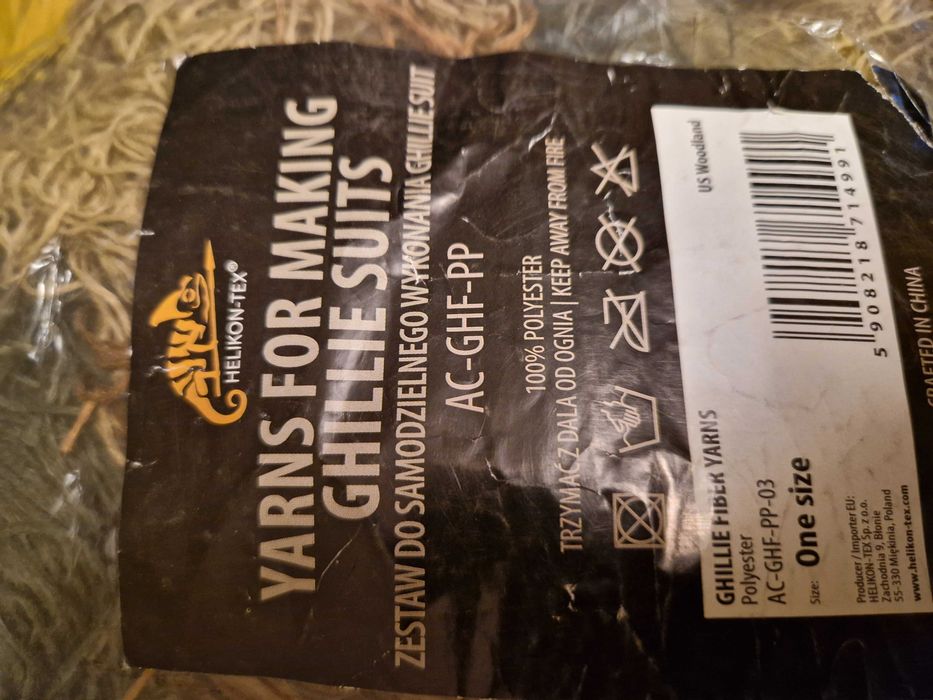 HELIKON-TEX®
YARNS FOR MAKING
GHILLIE SUITS
ZESTAW DO SAMODZIELNEGO WYKONANIA GHILLIE SUIT
AC-GHF-PP
100% POLYESTER
TRZYMAĆ Z DALA OD OGNIA | KEEP AWAY FROM FIRE
GHILLIE FIBER YARNS
US Woodland
Polyester
AC-GHF-PP-03
Size: One size
5 908218 714991
Producer / Importer EU:
HELIKON-TEX Sp. z o.o.
Zachodnia 9, Błonie
55-330 Miękinia, Poland
www.helikon-tex.com
CRAFTED IN CHINA